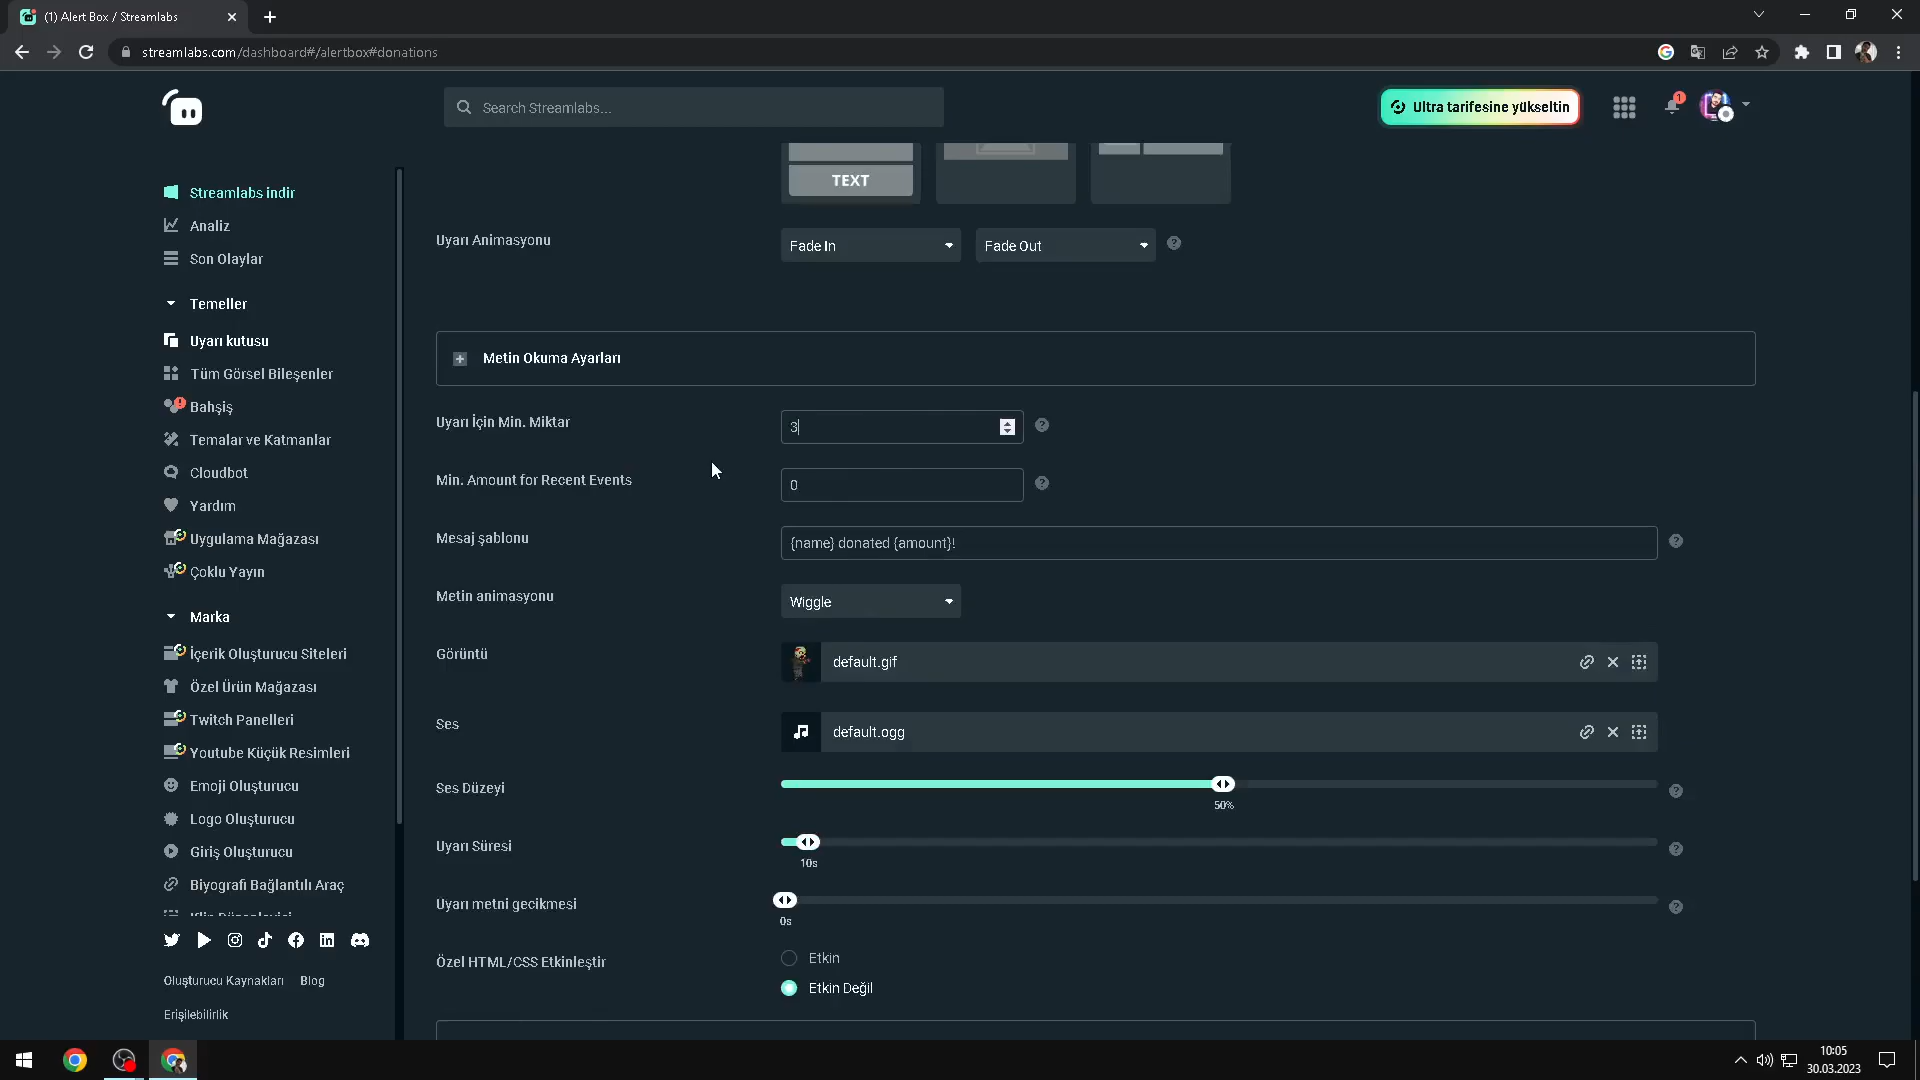 (1) Alert Box / Streamlabs
streamlabs.com/dashboard#/alertbox#donations
Search Streamlabs...
Ultra tarifesine yükseltin
1
Streamlabs indir
Analiz
Son Olaylar
Temeller
Uyarı kutusu
Tüm Görsel Bileşenler
Bahşiş
Temalar ve Katmanlar
Cloudbot
Yardım
Uygulama Mağazası
Çoklu Yayın
Marka
İçerik Oluşturucu Siteleri
Özel Ürün Mağazası
Twitch Panelleri
Youtube Küçük Resimleri
Emoji Oluşturucu
Logo Oluşturucu
Giriş Oluşturucu
Biyografi Bağlantılı Araç
Oluşturucu Kaynakları Blog
Erişilebilirlik
TEXT
Uyarı Animasyonu
Fade In
Fade Out
Metin Okuma Ayarları
Uyarı İçin Min. Miktar
3
Min. Amount for Recent Events
0
Mesaj şablonu
{name} donated {amount}!
Metin animasyonu
Wiggle
Görüntü
default.gif
Ses
default.ogg
Ses Düzeyi
50%
Uyarı Süresi
10s
Uyarı metni gecikmesi
0s
Özel HTML/CSS Etkinleştir
Etkin
Etkin Değil
10:05
30.03.2023